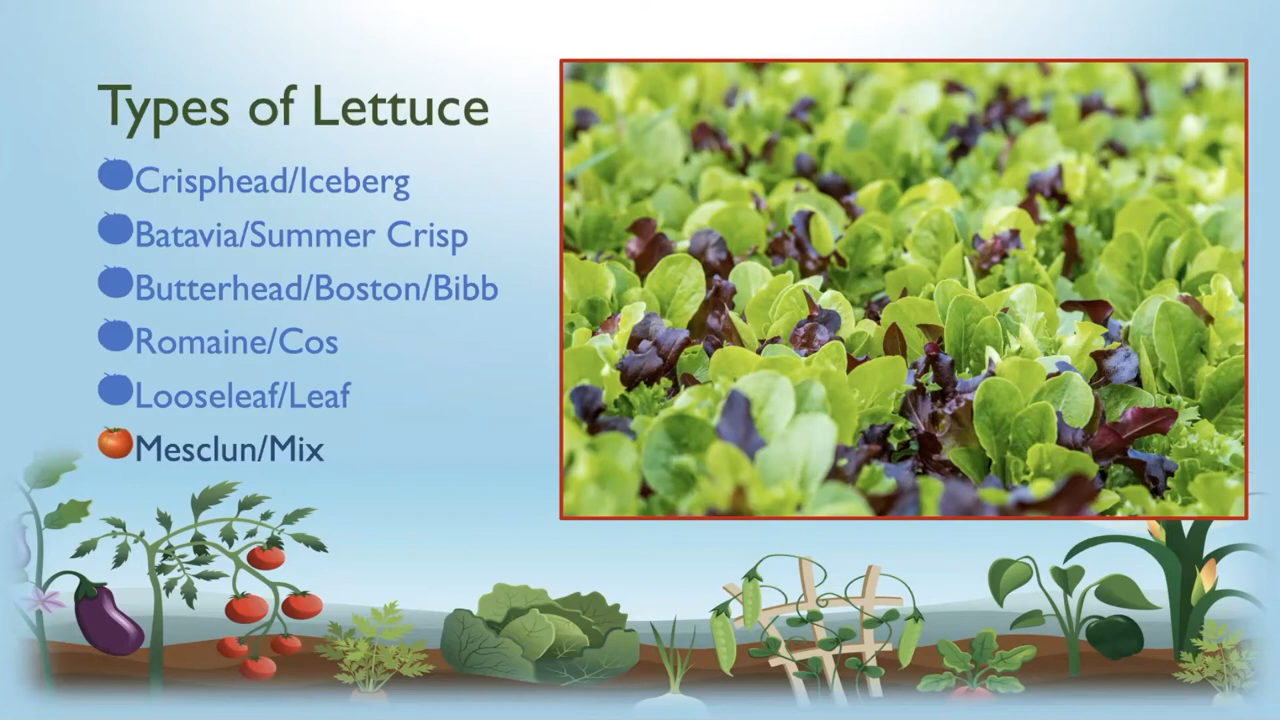 Types of Lettuce
Crisphead/Iceberg
Batavia/Summer Crisp
Butterhead/Boston/Bibb
Romaine/Cos
Looseleaf/Leaf
Mesclun/Mix